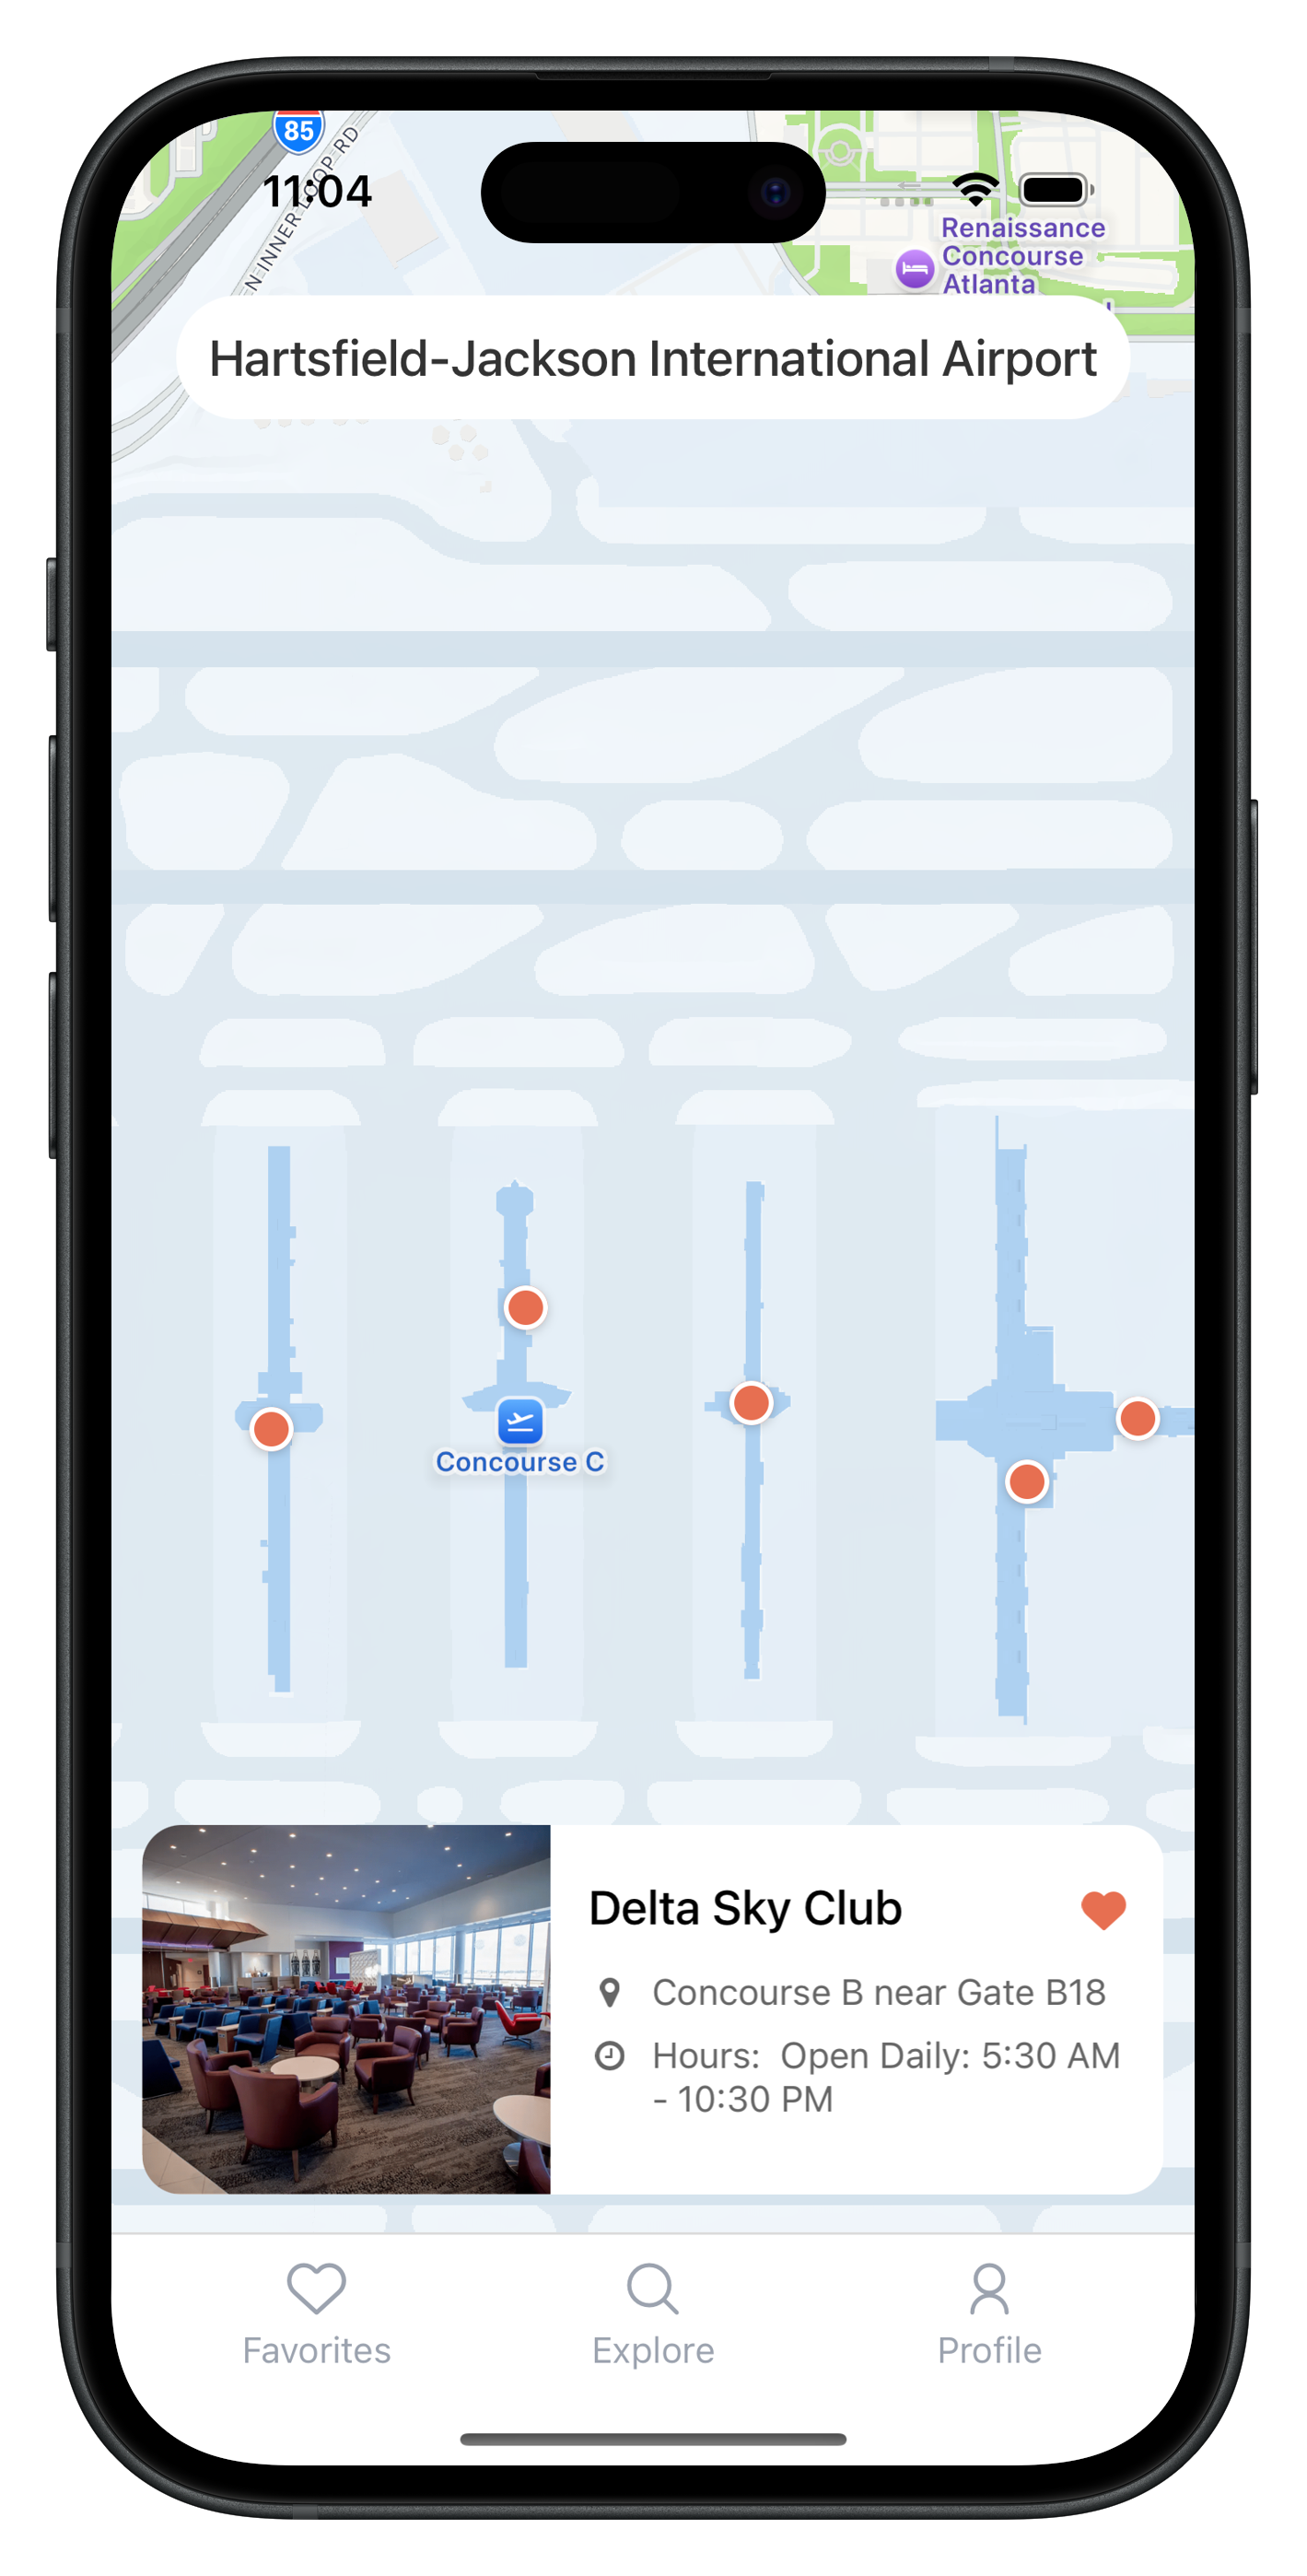 85
N INNER LOOP RD
11:04
Renaissance
Concourse
Atlanta
Hartsfield-Jackson International Airport
Concourse C
Delta Sky Club
Concourse B near Gate B18
Hours:  Open Daily: 5:30 AM
- 10:30 PM
Favorites
Explore
Profile